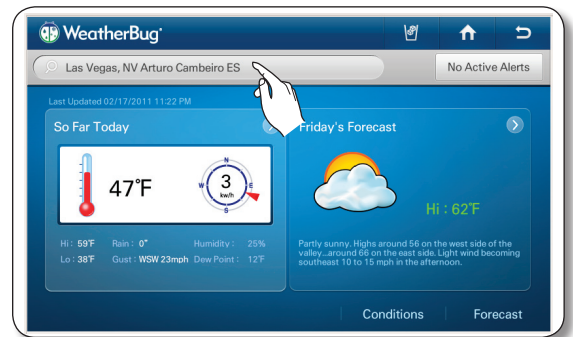 WeatherBug
Las Vegas, NV Arturo Cambeiro ES
No Active Alerts
Last Updated 02/17/2011 11:22 PM
So Far Today
47°F
N
W
E
S
3
kw/h
Hi : 59°F Rain : 0" Humidity : 25%
Lo : 38°F Gust : WSW 23mph Dew Point : 12°F
Friday's Forecast
Hi : 62°F
Partly sunny. Highs around 56 on the west side of the
valley...around 66 on the east side. Light wind becoming
southeast 10 to 15 mph in the afternoon.
Conditions
Forecast